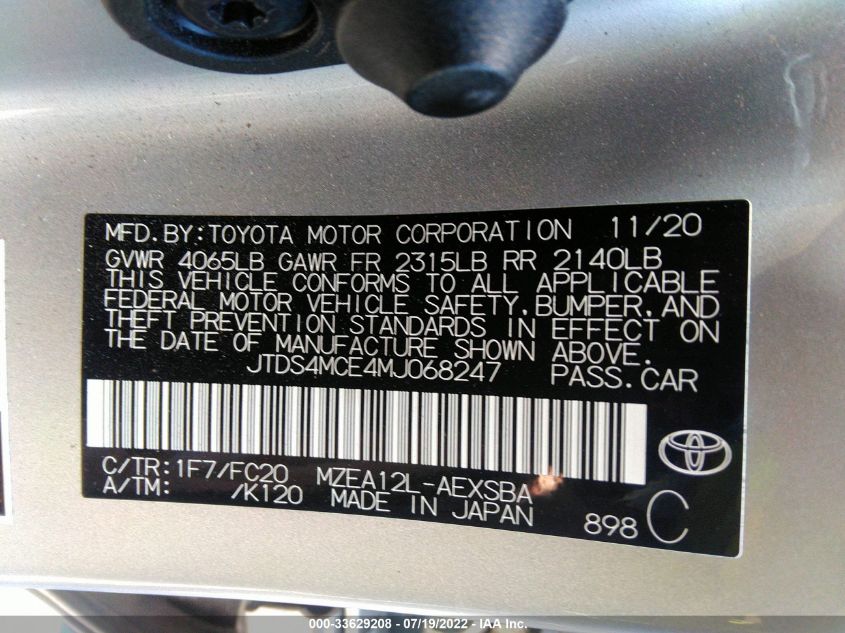 MFD.BY:TOYOTA MOTOR CORPORATION 11/20
GVWR 4065LB GAWR FR 2315LB RR 2140LB
THIS VEHICLE CONFORMS TO ALL APPLICABLE
FEDERAL MOTOR VEHICLE SAFETY,BUMPER,AND
THEFT PREVENTION STANDARDS IN EFFECT ON
THE DATE OF MANUFACTURE SHOWN ABOVE.
JTDS4MCE4MJ068247 PASS.CAR
C/TR:1F7/FC20 MZEA12L-AEXSBA
A/TM: /K120 MADE IN JAPAN 898 C
000-33629208 - 07/19/2022 - IAA Inc.